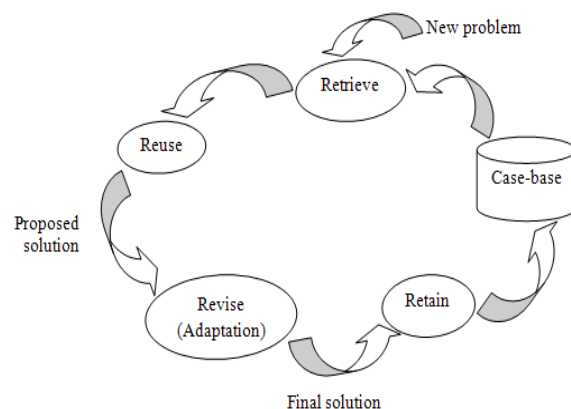 New problem
Retrieve
Reuse
Case-base
Proposed
solution
Revise
(Adaptation)
Retain
Final solution